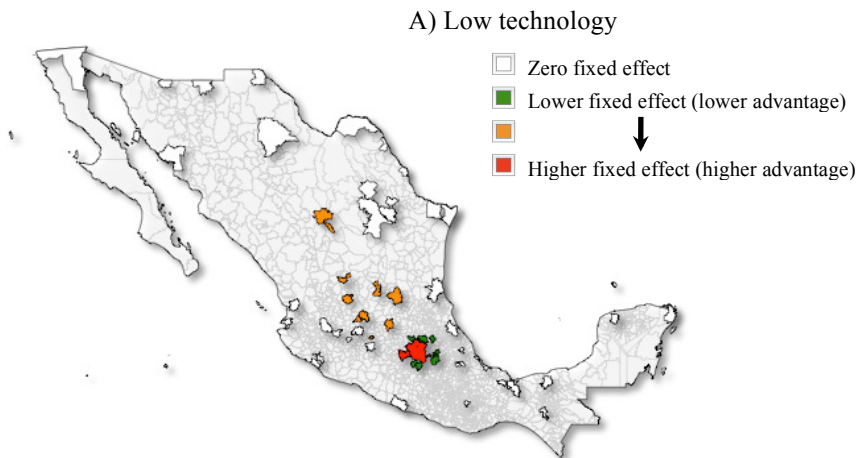 A) Low technology
Zero fixed effect
Lower fixed effect (lower advantage)
Higher fixed effect (higher advantage)